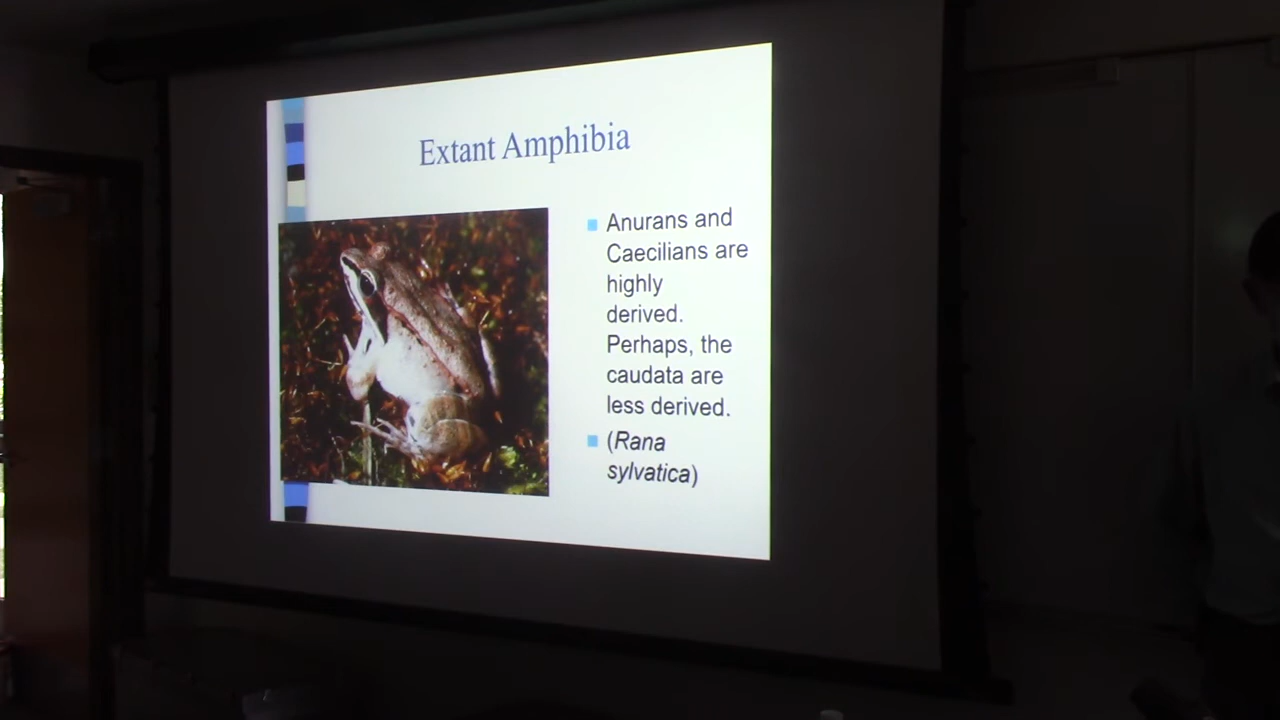 Extant Amphibia
Anurans and
Caecilians are
highly
derived.
Perhaps, the
caudata are
less derived.
(Rana
sylvatica)